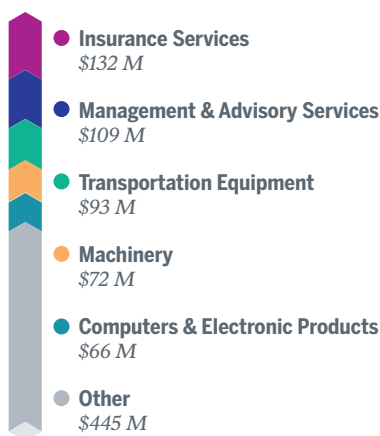 Insurance Services
$132 M
Management & Advisory Services
$109 M
Transportation Equipment
$93 M
Machinery
$72 M
Computers & Electronic Products
$66 M
Other
$445 M